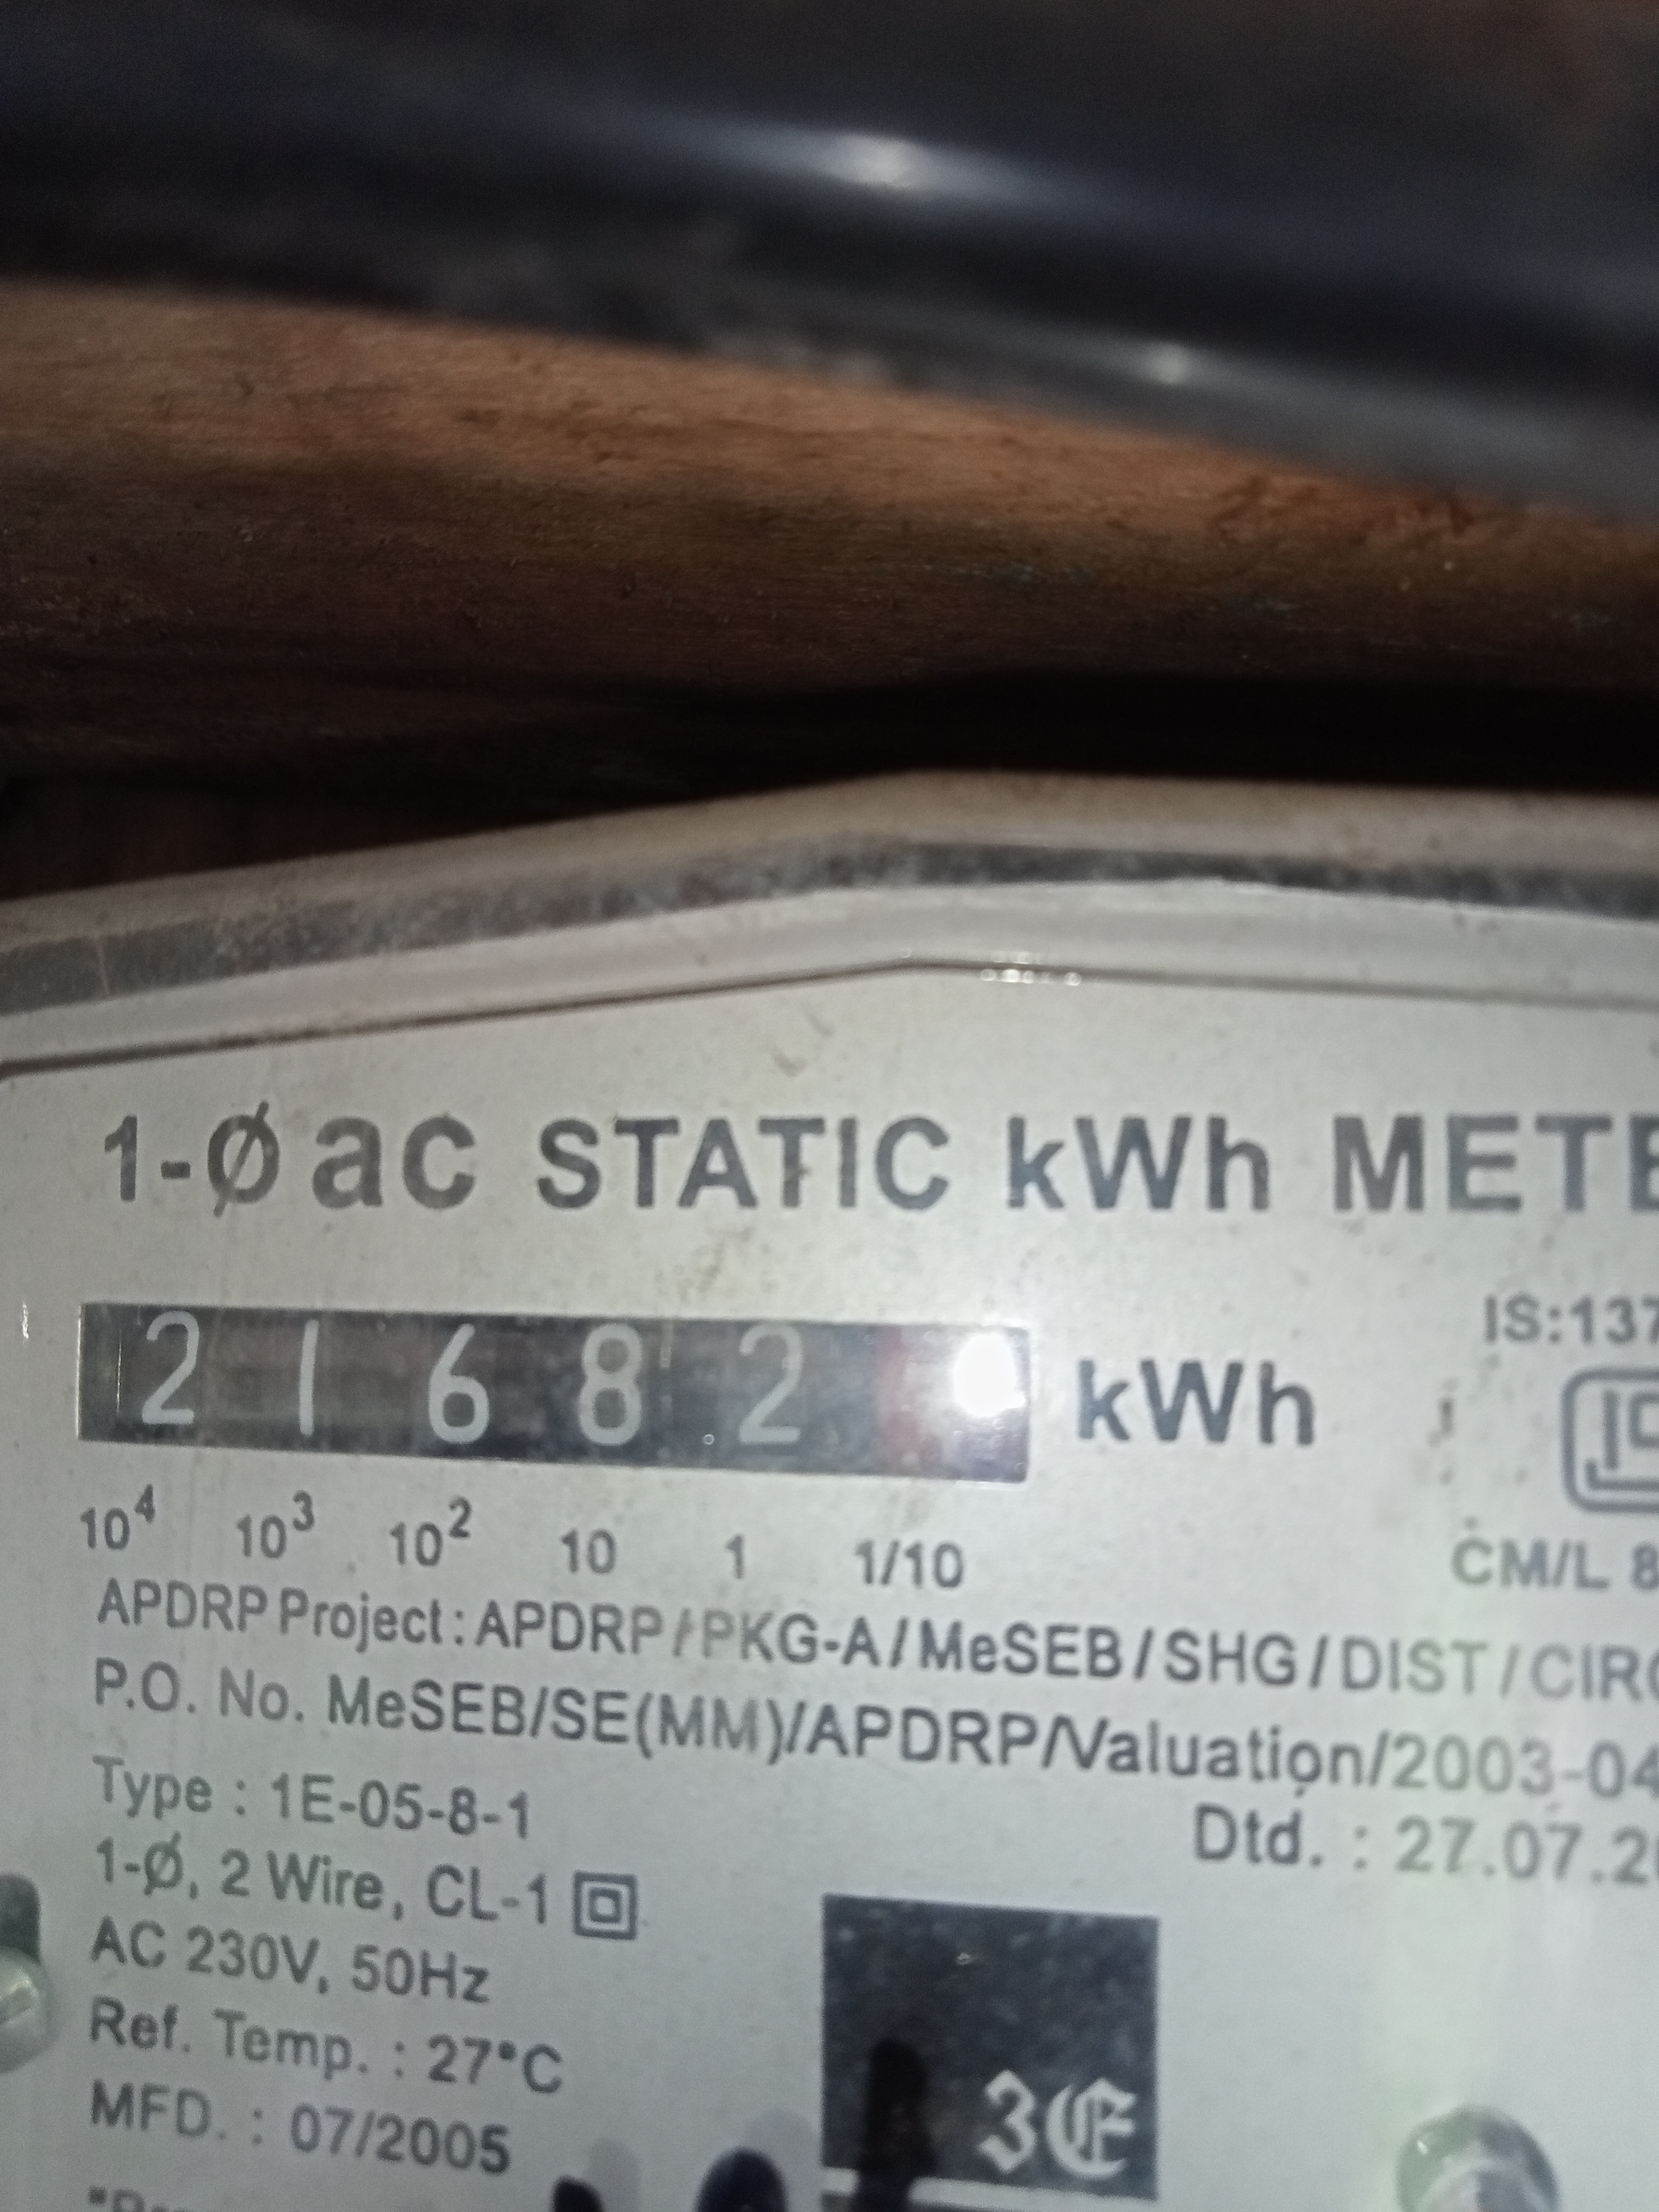 1-Ø ac STATIC kWh
2 1 6 8 2 kWh
10⁴ 10³ 10² 10 1 1/10
IS:137
CM/L 8
APDRP Project : APDRP/PKG-A/MeSEB/SHG/DIST/CIRC
P.O. No. MeSEB/SE(MM)/APDRP/Valuation/2003-04
Dtd. : 27.07.20
Type : 1E-05-8-1
1-Ø, 2 Wire, CL-1
AC 230V, 50Hz
Ref. Temp. : 27°C
MFD. : 07/2005